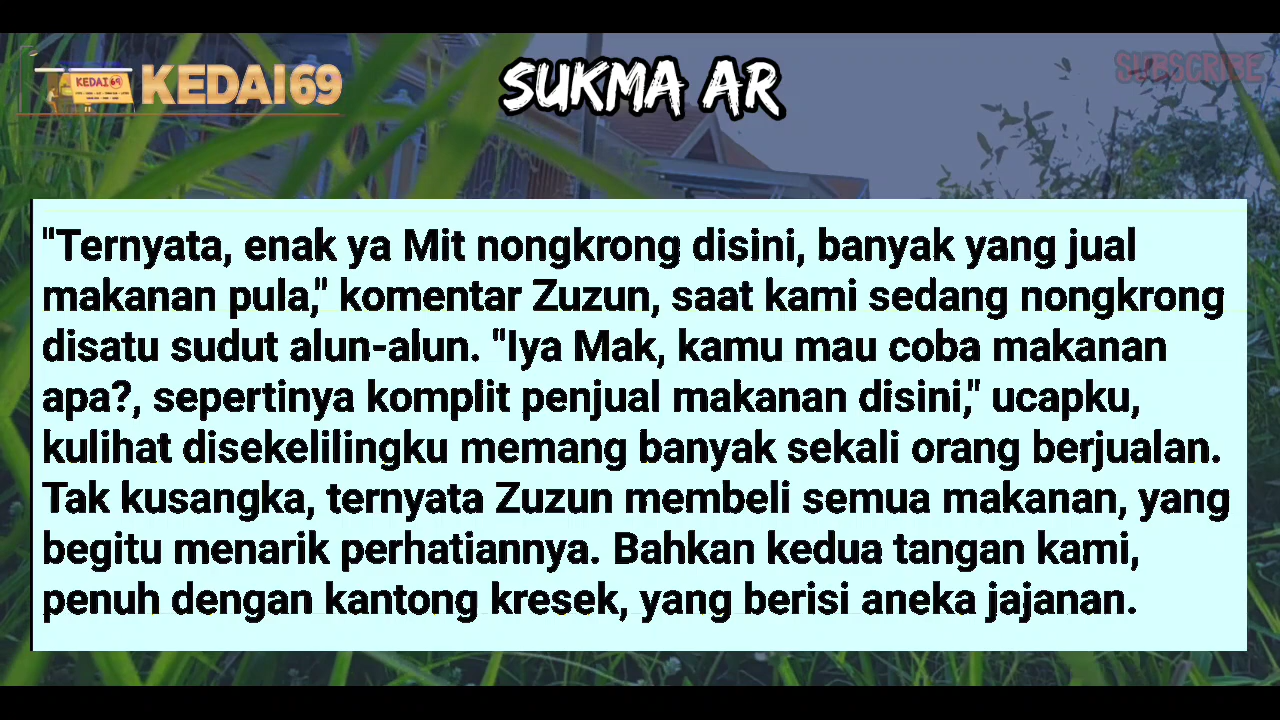 KEDAI 69
KEDAI69
SUKMA AR
SUBSCRIBE
"Ternyata, enak ya Mit nongkrong disini, banyak yang jual
makanan pula," komentar Zuzun, saat kami sedang nongkrong
disatu sudut alun-alun. "Iya Mak, kamu mau coba makanan
apa?, sepertinya komplit penjual makanan disini," ucapku,
kulihat disekelilingku memang banyak sekali orang berjualan.
Tak kusangka, ternyata Zuzun membeli semua makanan, yang
begitu menarik perhatiannya. Bahkan kedua tangan kami,
penuh dengan kantong kresek, yang berisi aneka jajanan.